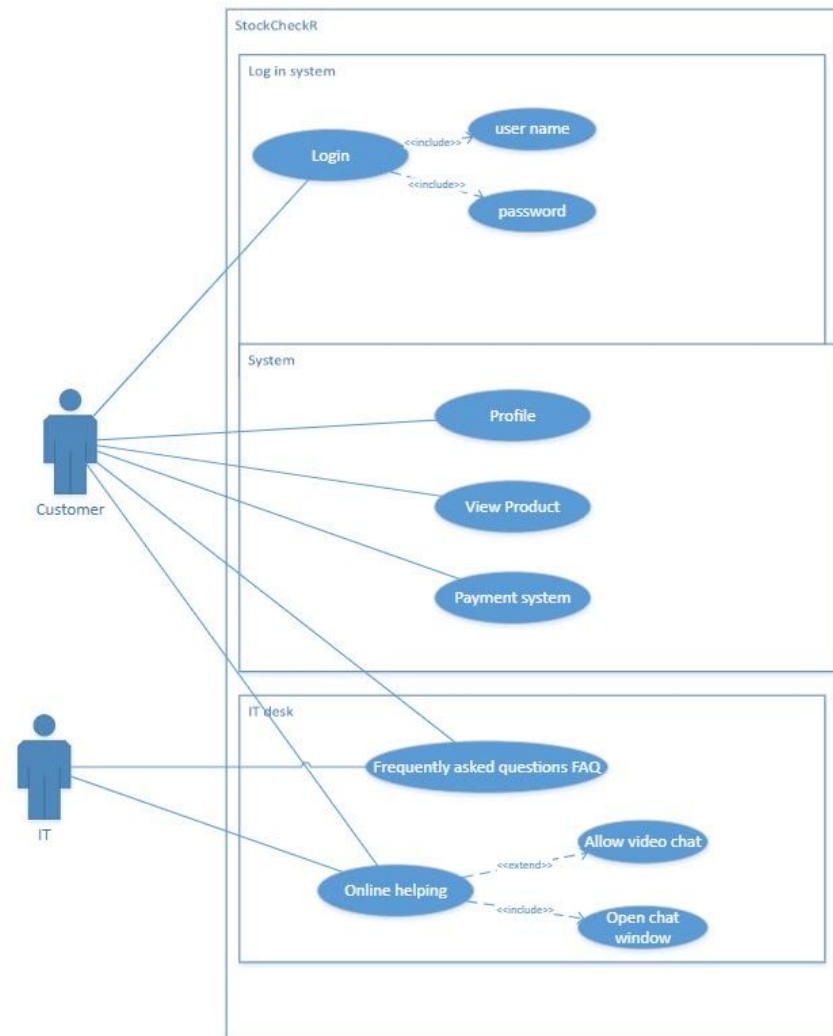 StockCheckR
Log in system
Login
<<include>>
user name
<<include>>
password
System
Profile
View Product
Payment system
Customer
IT desk
Frequently asked questions FAQ
IT
Allow video chat
<<extend>>
Online helping
<<include>>
Open chat
window